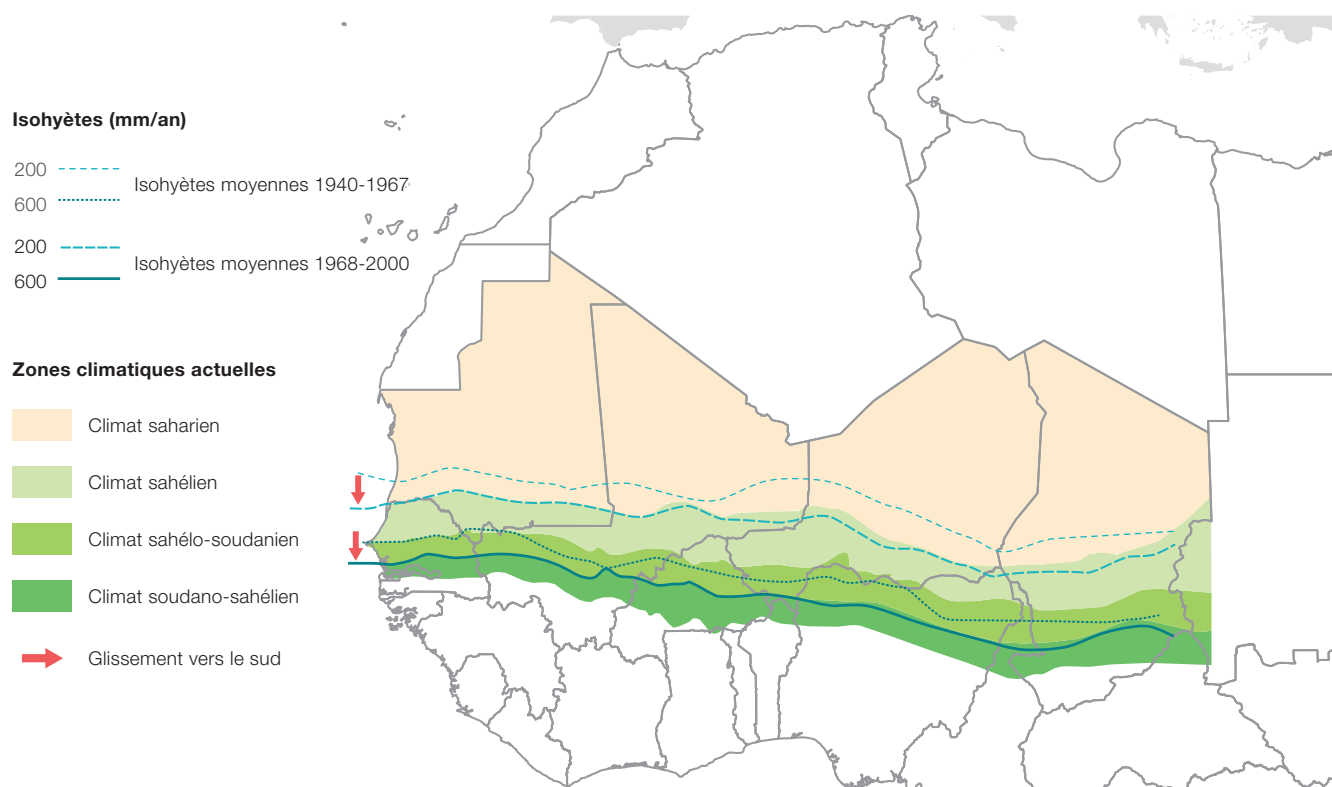 Isohyètes (mm/an)
200
Isohyètes moyennes 1940-1967
600
200
Isohyètes moyennes 1968-2000
600
Zones climatiques actuelles
Climat saharien
Climat sahélien
Climat sahélo-soudanien
Climat soudano-sahélien
Glissement vers le sud